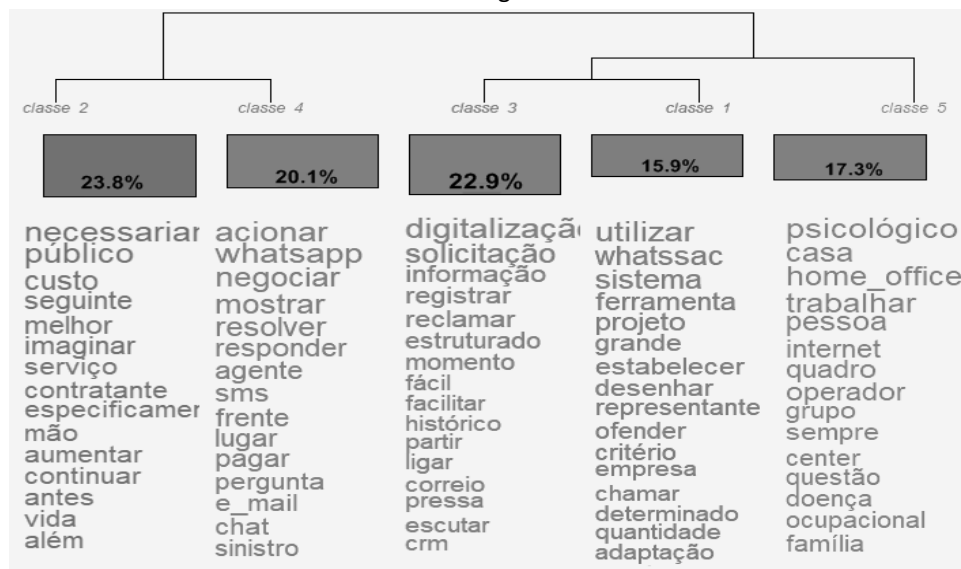 classe 2
classe 4
classe 3
classe 1
classe 5
23.8%
20.1%
22.9%
15.9%
17.3%
necessariar
público
custo
seguinte
melhor
imaginar
serviço
contratante
especificamer
mão
aumentar
continuar
antes
vida
além
acionar
whatsapp
negociar
mostrar
resolver
responder
agente
sms
frente
lugar
pagar
pergunta
e_mail
chat
sinistro
digitalização
solicitação
informação
registrar
reclamar
estruturado
momento
fácil
facilitar
histórico
partir
ligar
correio
pressa
escutar
crm
utilizar
whatssac
sistema
ferramenta
projeto
grande
estabelecer
desenhar
representante
ofender
critério
empresa
chamar
determinado
quantidade
adaptação
psicológico
casa
home_office
trabalhar
pessoa
internet
quadro
operador
grupo
sempre
center
questão
doença
ocupacional
família